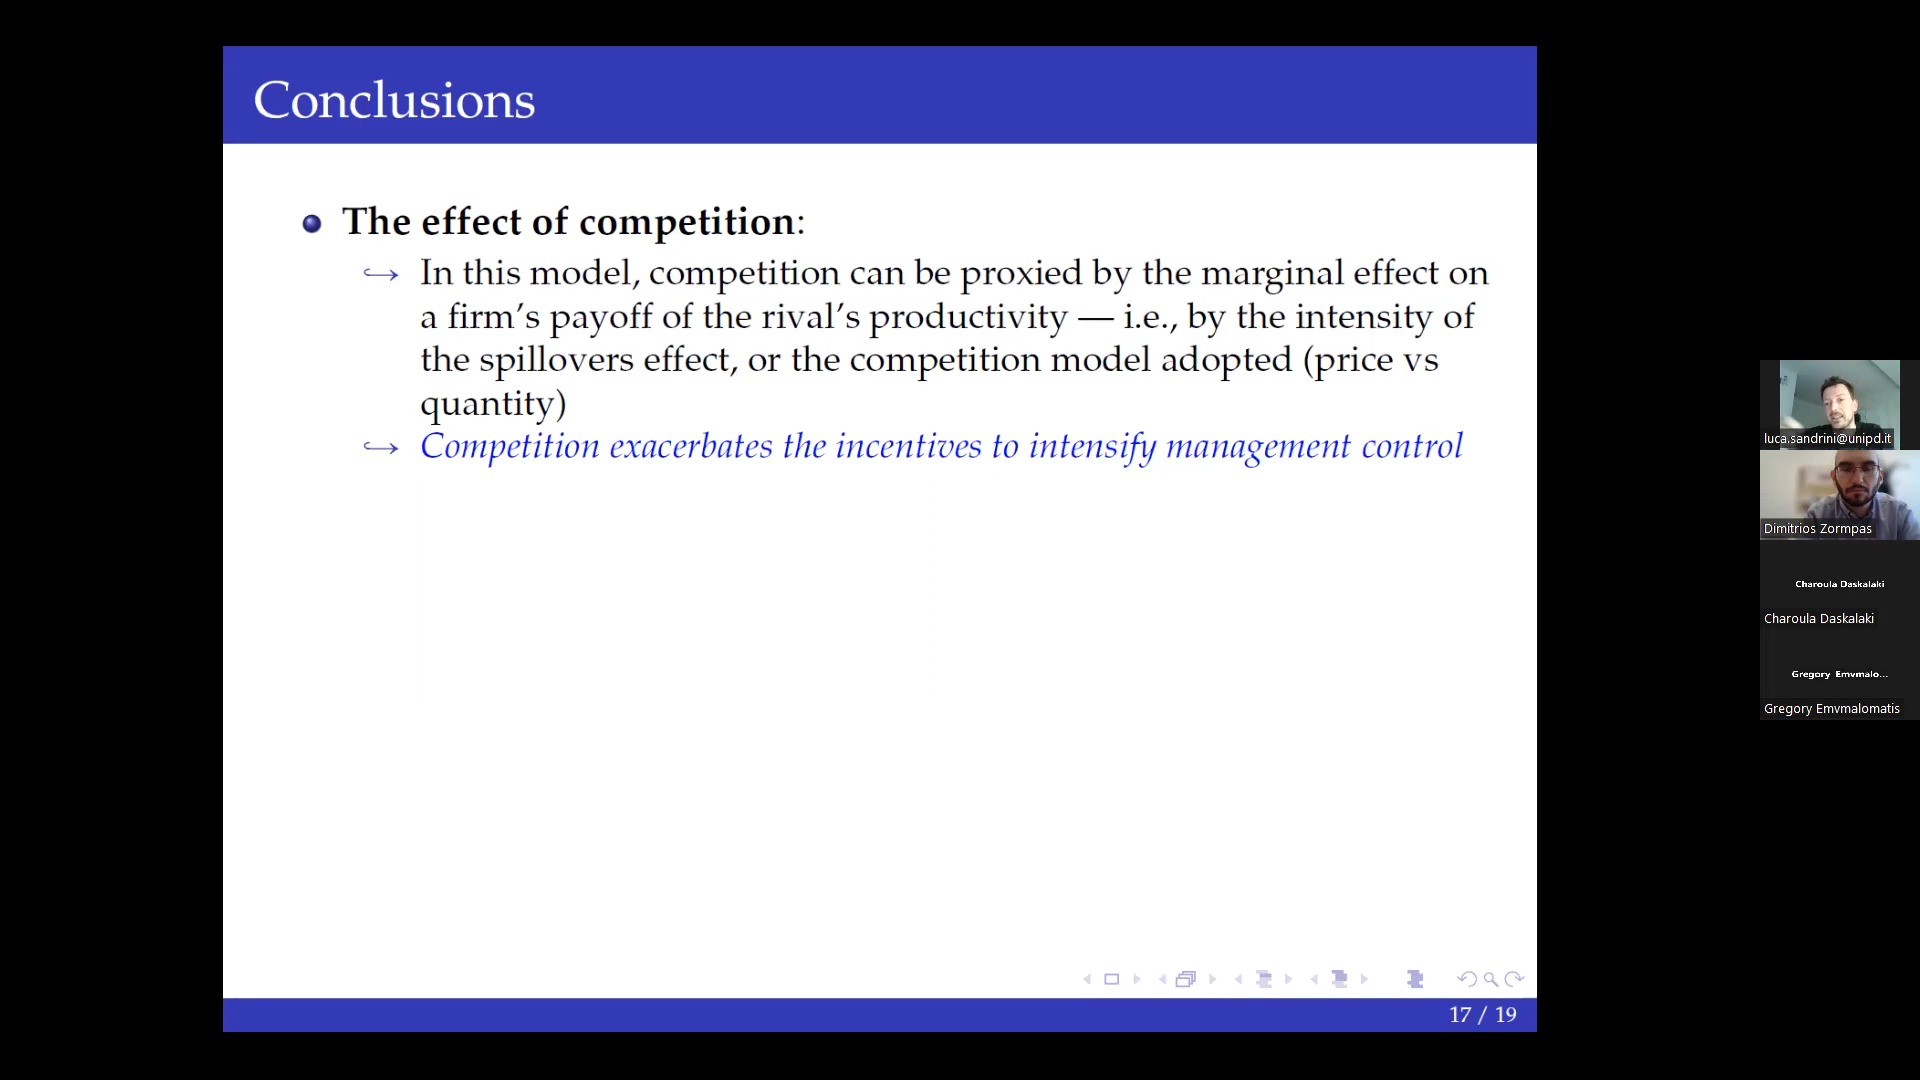 Conclusions
The effect of competition:
↪ In this model, competition can be proxied by the marginal effect on
a firm’s payoff of the rival’s productivity — i.e., by the intensity of
the spillovers effect, or the competition model adopted (price vs
quantity)
↪ Competition exacerbates the incentives to intensify management control
17 / 19
luca.sandrini@unipd.it
Dimitrios Zormpas
Charoula Daskalaki
Charoula Daskalaki
Gregory Emvmalo...
Gregory Emvmalomatis